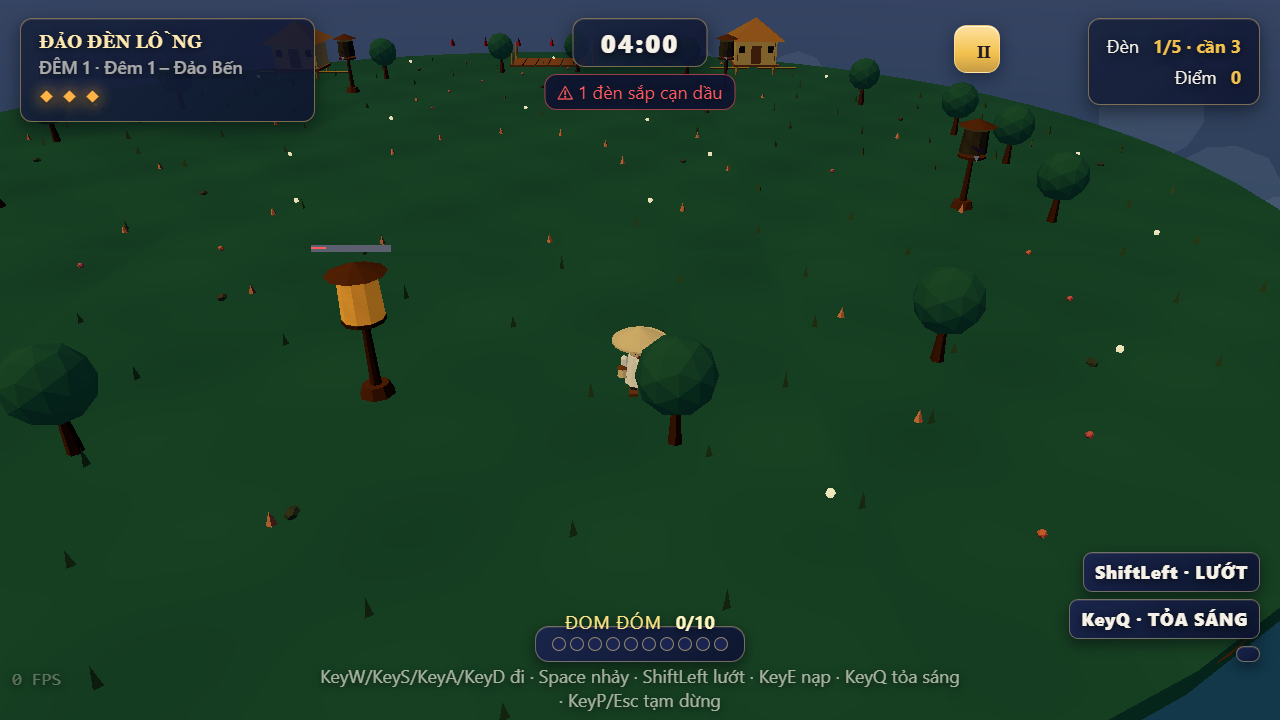 ĐẢO ĐÈN LỒNG
ĐÊM 1 · Đêm 1 – Đảo Bến
04:00
⚠ 1 đèn sắp cạn dầu
II
Đèn 1/5 · cần 3
Điểm 0
ShiftLeft · LƯỚT
KeyQ · TỎA SÁNG
ĐOM ĐÓM 0/10
KeyW/KeyS/KeyA/KeyD đi · Space nhảy · ShiftLeft lướt · KeyE nạp · KeyQ tỏa sáng
· KeyP/Esc tạm dừng
0 FPS